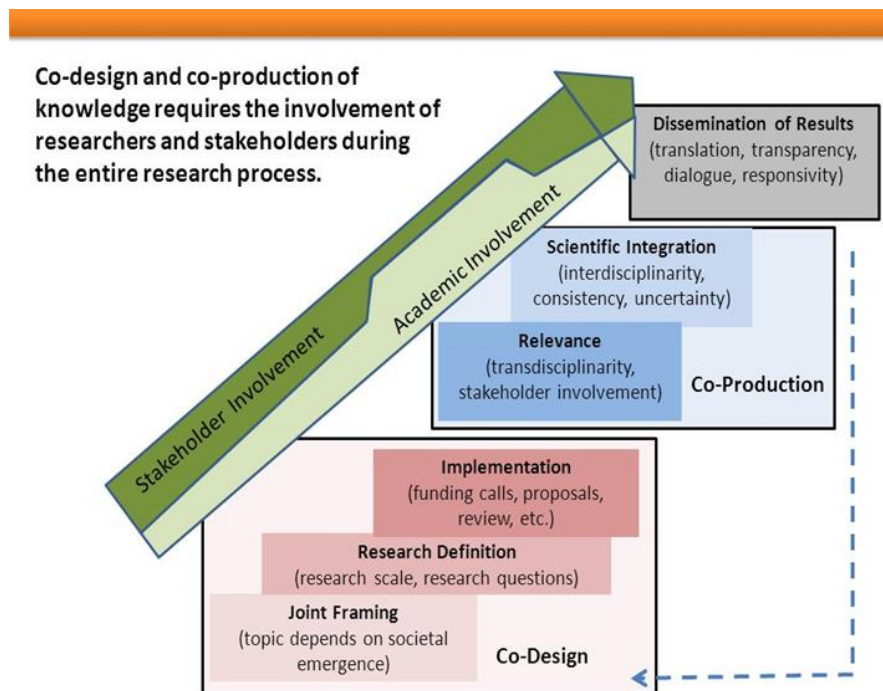 Co-design and co-production of
knowledge requires the involvement of
researchers and stakeholders during
the entire research process.
Dissemination of Results
(translation, transparency,
dialogue, responsivity)
Stakeholder Involvement
Academic Involvement
Scientific Integration
(interdisciplinarity,
consistency, uncertainty)
Relevance
(transdisciplinarity,
stakeholder involvement)
Co-Production
Implementation
(funding calls, proposals,
review, etc.)
Research Definition
(research scale, research questions)
Joint Framing
(topic depends on societal
emergence)
Co-Design